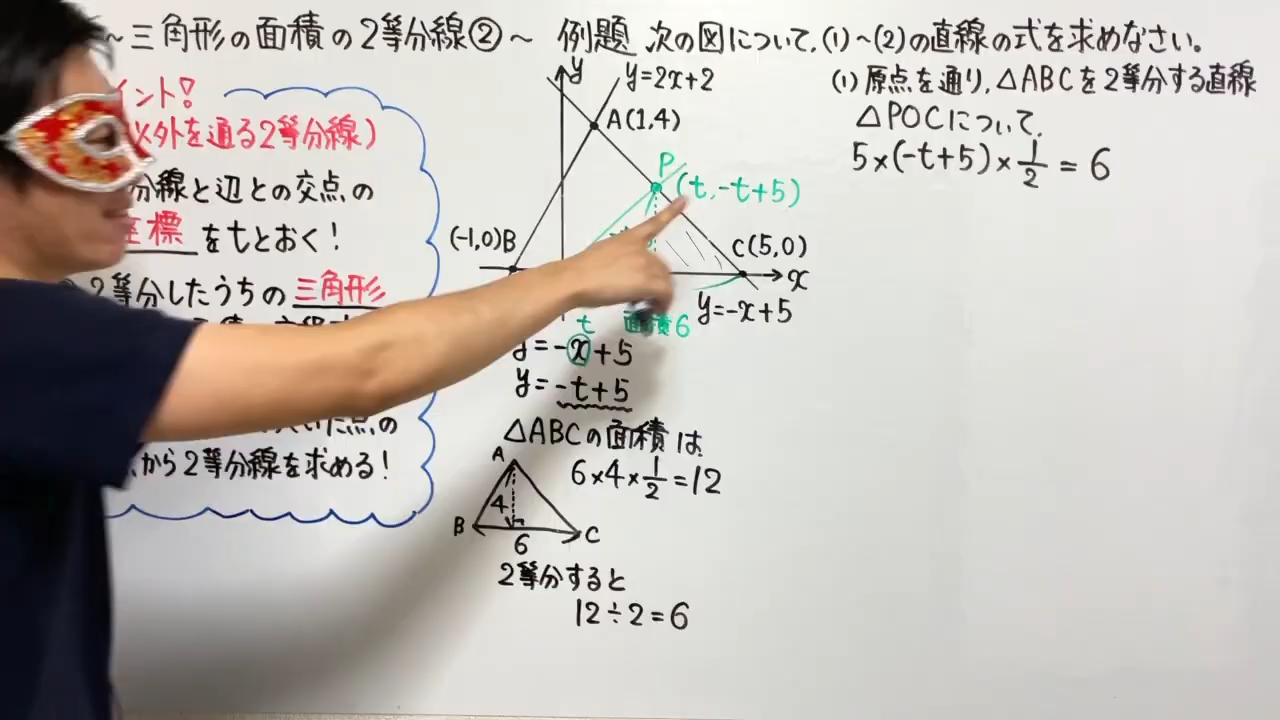 ~三角形の面積の2等分線②~
イント!
以外を通る2等分線)
分線と辺との交点の
座標をtとおく!
2等分したうちの三角形
た点の
から2等分線を求める!
例題 次の図について,(1)~(2)の直線の式を求めなさい。
y
y=2x+2
A(1,4)
P
(t,-t+5)
(-1,0)B
C(5,0)
x
y=-x+5
t
面積6
y=-x+5
y=-t+5
△ABCの面積は
6×4×1/2=12
A
4
B
6
C
2等分すると
12÷2=6
(1)原点を通り,△ABCを2等分する直線
△POCについて,
5×(-t+5)×1/2=6